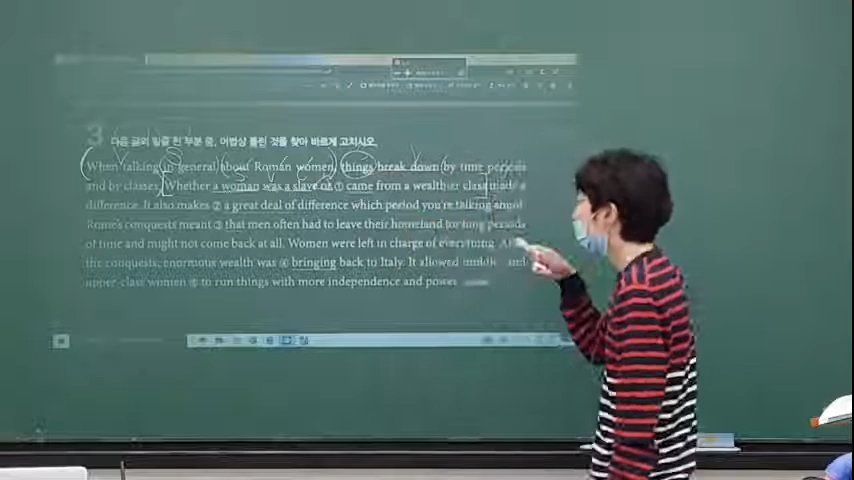 3 다음 글의 밑줄 친 부분 중, 어법상 틀린 것을 찾아 바르게 고치시오.
When talking (in general) about Roman women, things break down by time periods
and by classes. Whether a woman was a slave or ① came from a wealthier class made a
difference. It also makes ② a great deal of difference which period you're talking about.
Rome's conquests meant ③ that men often had to leave their homeland for long periods
of time and might not come back at all. Women were left in charge of everything.
the conquests, enormous wealth was ④ bringing back to Italy. It allowed middle- and
upper-class women ⑤ to run things with more independence and power